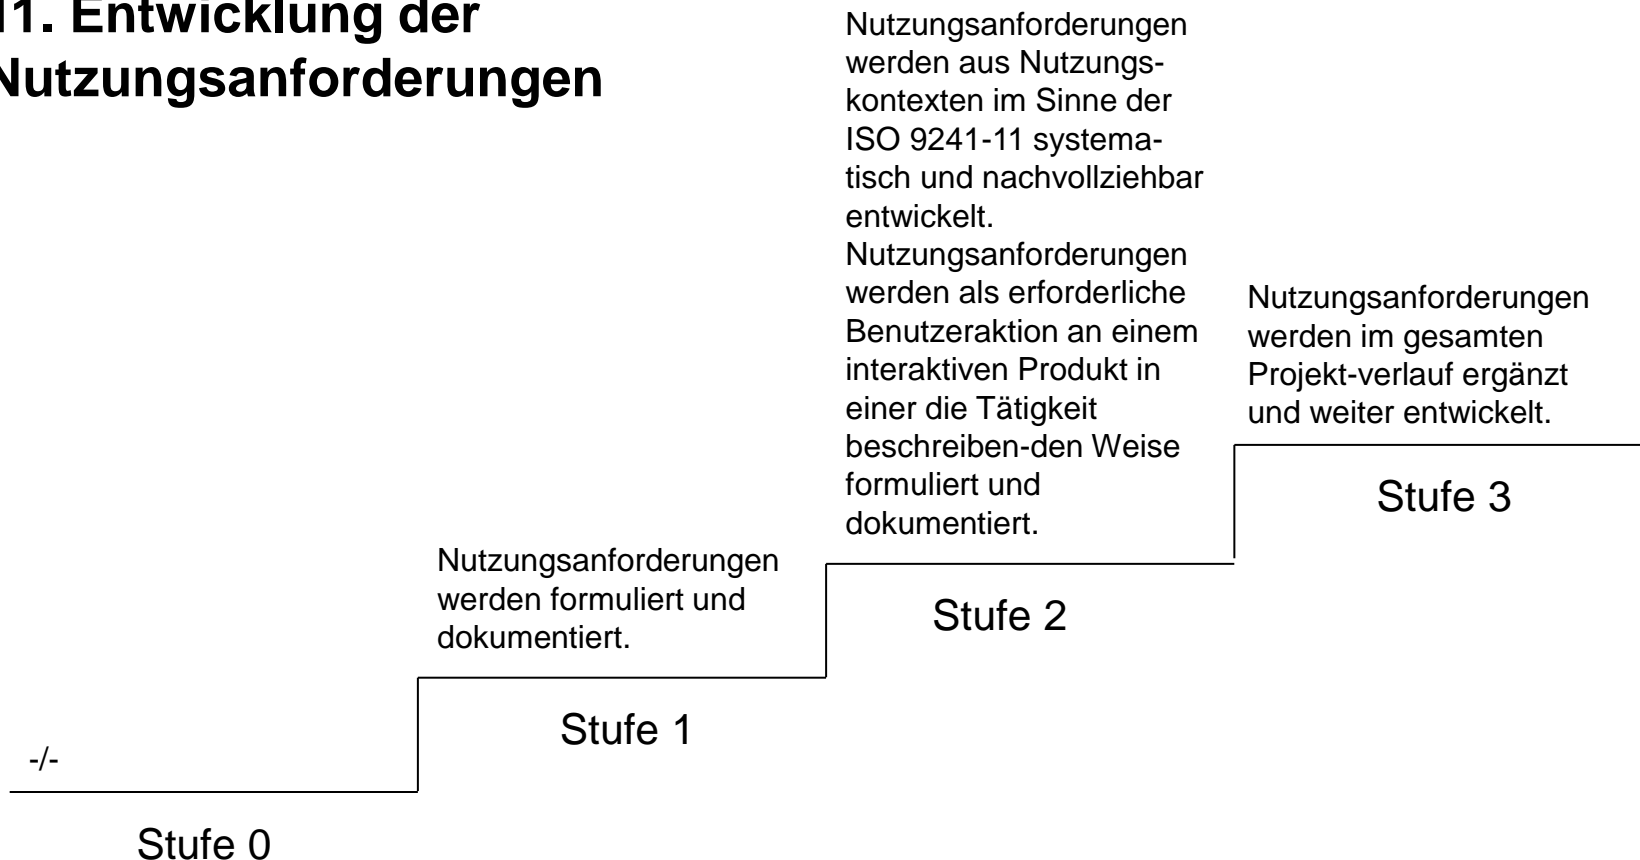 11. Entwicklung der
Nutzungsanforderungen
Nutzungsanforderungen
werden aus Nutzungs-
kontexten im Sinne der
ISO 9241-11 systema-
tisch und nachvollziehbar
entwickelt.
Nutzungsanforderungen
werden als erforderliche
Benutzeraktion an einem
interaktiven Produkt in
einer die Tätigkeit
beschreiben-den Weise
formuliert und
dokumentiert.
Nutzungsanforderungen
werden im gesamten
Projekt-verlauf ergänzt
und weiter entwickelt.
Stufe 3
Nutzungsanforderungen
werden formuliert und
dokumentiert.
Stufe 2
Stufe 1
-/-
Stufe 0